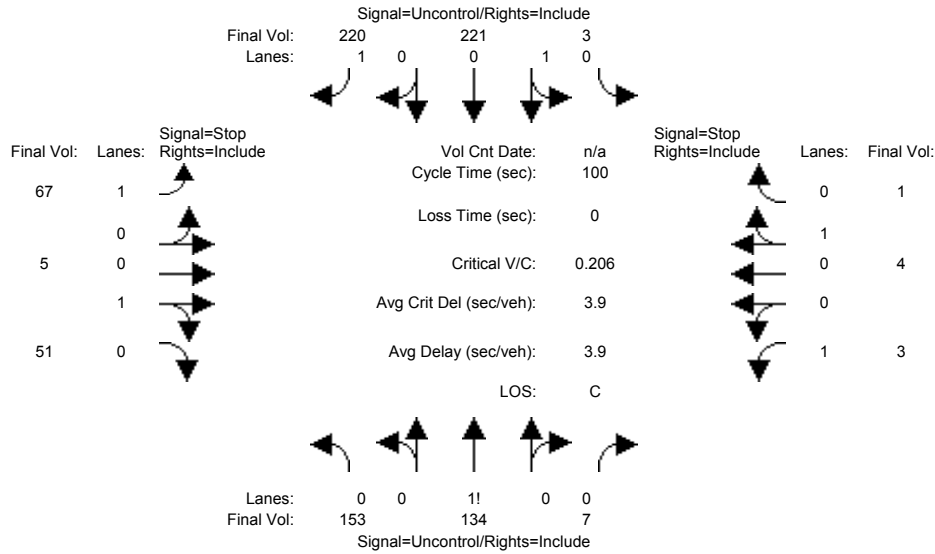 Signal=Uncontrol/Rights=Include
Final Vol: 220 221 3
Lanes: 1 0 0 1 0
Signal=Stop Signal=Stop
Final Vol: Lanes: Rights=Include Vol Cnt Date: n/a Rights=Include Lanes: Final Vol:
Cycle Time (sec): 100
67 1 0 1
Loss Time (sec): 0
0 1
5 0 Critical V/C: 0.206 0 4
1 Avg Crit Del (sec/veh): 3.9 0
51 0 Avg Delay (sec/veh): 3.9 1 3
LOS: C
Lanes: 0 0 1! 0 0
Final Vol: 153 134 7
Signal=Uncontrol/Rights=Include